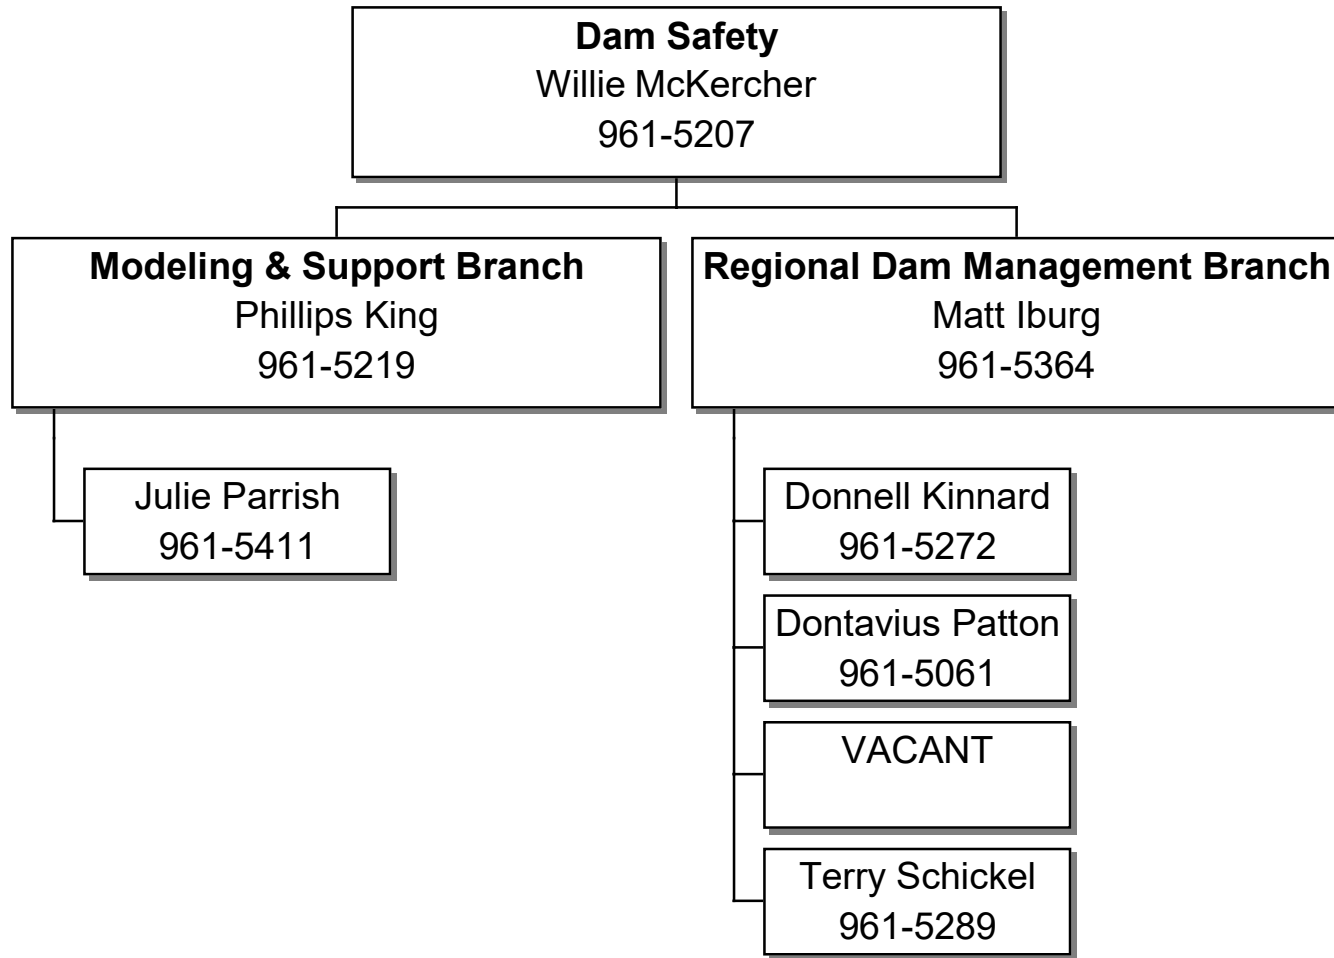 Dam Safety
Willie McKercher
961-5207
Modeling & Support Branch
Phillips King
961-5219
Regional Dam Management Branch
Matt Iburg
961-5364
Julie Parrish
961-5411
Donnell Kinnard
961-5272
Dontavius Patton
961-5061
VACANT
Terry Schickel
961-5289